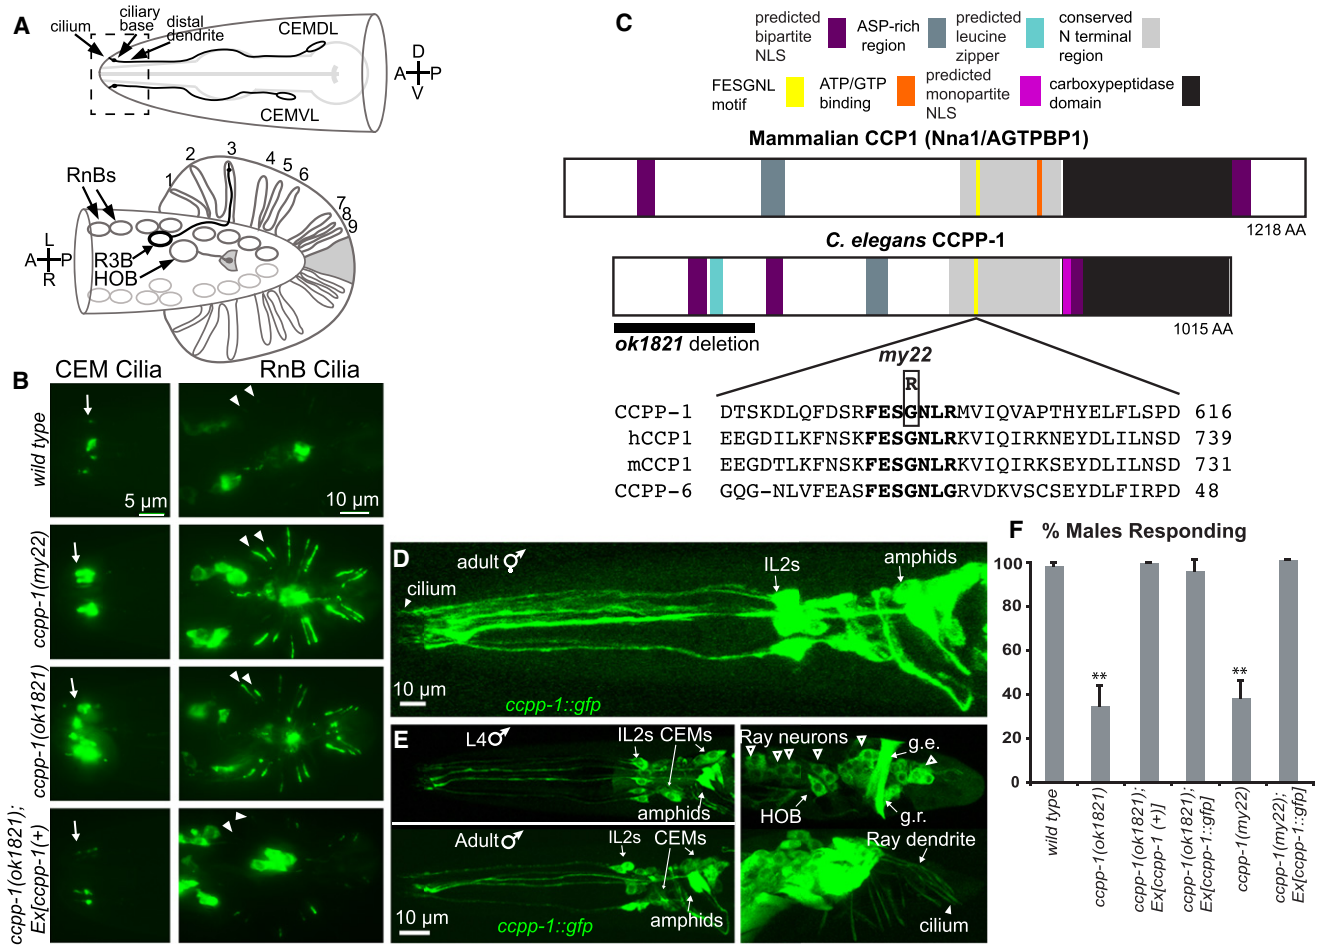 A
cilium
ciliary
base
distal
dendrite
CEMDL
CEMVL
D
A P
V
RnBs
1
2
3
4
5
6
7
8
9
L
A P
R
R3B
HOB
B
CEM Cilia
RnB Cilia
wild type
5 µm
10 µm
ccpp-1(my22)
ccpp-1(ok1821)
ccpp-1(ok1821);
Ex[ccpp-1(+)
C
predicted
bipartite
NLS
ASP-rich
region
predicted
leucine
zipper
conserved
N terminal
region
FESGNL
motif
ATP/GTP
binding
predicted
monopartite
NLS
carboxypeptidase
domain
Mammalian CCP1 (Nna1/AGTPBP1)
1218 AA
C. elegans CCPP-1
1015 AA
ok1821 deletion
my22
R
CCPP-1 DTSKDLQFDSRFESGNLRMVIQVAPTHYELFLSPD 616
hCCP1 EEGDILKFNSKFESGNLRKVIQIRKNEYDLILNSD 739
mCCP1 EEGDTLKFNSKFESGNLRKVIQIRKSEYDLILNSD 731
CCPP-6 GQG-NLVFEASFESGNLGRVDKVSCSEYDLFIRPD 48
D
adult ⚥
cilium
IL2s
amphids
10 µm
ccpp-1::gfp
E
L4♂
IL2s CEMs
amphids
Ray neurons
g.e.
HOB
g.r.
Adult♂
IL2s CEMs
amphids
10 µm
ccpp-1::gfp
Ray dendrite
cilium
F
% Males Responding
100
80
60
40
20
0
**
**
wild type
ccpp-1(ok1821)
ccpp-1(ok1821);
Ex[ccpp-1 (+)]
ccpp-1(ok1821);
Ex[ccpp-1::gfp]
ccpp-1(my22)
ccpp-1(my22);
Ex[ccpp-1::gfp]